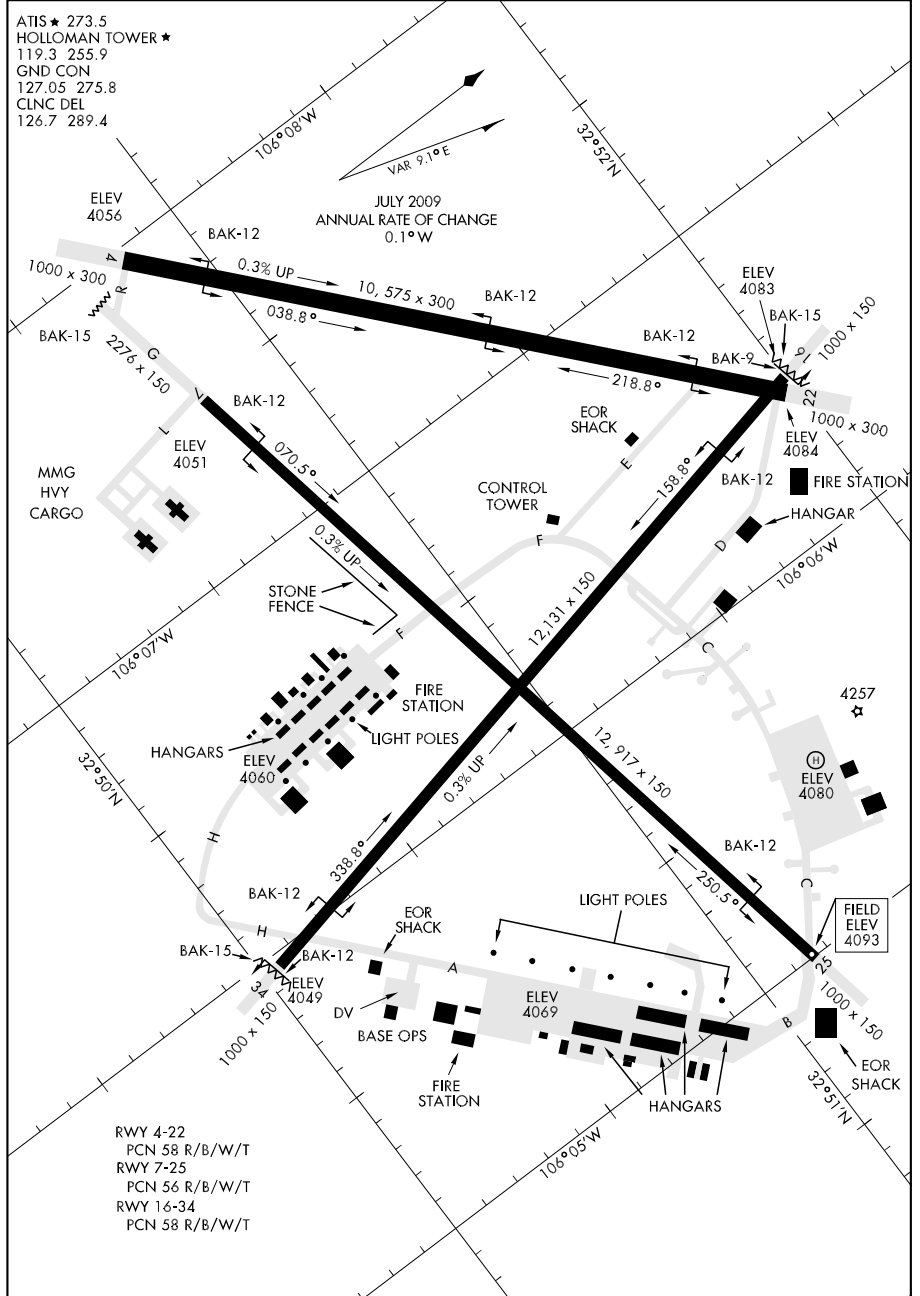 ATIS ★ 273.5
HOLLOMAN TOWER ★
119.3 255.9
GND CON
127.05 275.8
CLNC DEL
126.7 289.4
106°08'W
32°52'N
VAR 9.1° E
JULY 2009
ANNUAL RATE OF CHANGE
0.1° W
ELEV
4056
BAK-12
4
1000 x 300
R
0.3% UP
10, 575 x 300
038.8°
BAK-12
ELEV
4083
BAK-15
1000 x 150
16
BAK-12
BAK-9
218.8°
22
1000 x 300
ELEV
4084
BAK-15
2276 x 150
G
7
BAK-12
L
ELEV
4051
070.5°
EOR
SHACK
E
158.8°
BAK-12
FIRE STATION
HANGAR
MMG
HVY
CARGO
CONTROL
TOWER
F
D
0.3% UP
106°06'W
STONE
FENCE
F
12,131 x 150
C
106°07'W
FIRE
STATION
LIGHT POLES
HANGARS
ELEV
4060
4257
H
ELEV
4080
32°50'N
0.3% UP
12, 917 x 150
H
338.8°
BAK-12
BAK-12
250.5°
C
LIGHT POLES
FIELD
ELEV
4093
H
EOR
SHACK
BAK-15
BAK-12
A
25
34
ELEV
4049
1000 x 150
DV
ELEV
4069
B
1000 x 150
BASE OPS
EOR
SHACK
FIRE
STATION
HANGARS
32°51'N
106°05'W
RWY 4-22
PCN 58 R/B/W/T
RWY 7-25
PCN 56 R/B/W/T
RWY 16-34
PCN 58 R/B/W/T